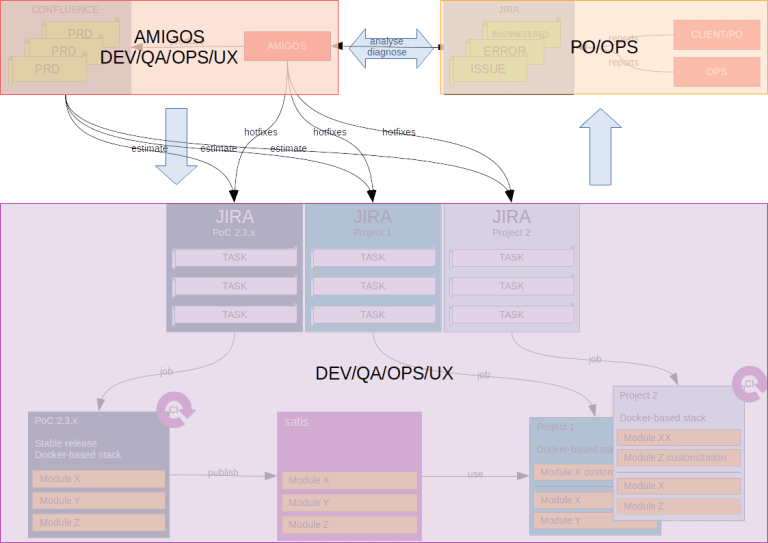 CONFLUENCE
PRD
PRD
PRD
AMIGOS
DEV/QA/OPS/UX
AMIGOS
analyse
diagnose
JIRA
BUSSINES REQ
ERROR
ISSUE
PO/OPS
reports
reports
CLIENT/PO
OPS
hotfixes
hotfixes
hotfixes
estimate
estimate
estimate
JIRA
PoC 2.3.x
TASK
TASK
TASK
JIRA
Project 1
TASK
TASK
TASK
JIRA
Project 2
TASK
TASK
TASK
job
DEV/QA/OPS/UX
job
job
PoC 2.3.x
CI
Stable release
Docker-based stack
Module X
Module Y
Module Z
publish
satis
Module X
Module Y
Module Z
use
Project 1
Docker-based sta
Module X custom
Module X
Module Y
CI
Project 2
Docker-based stack
Module XX
Module Z customization
Module X
Module Z